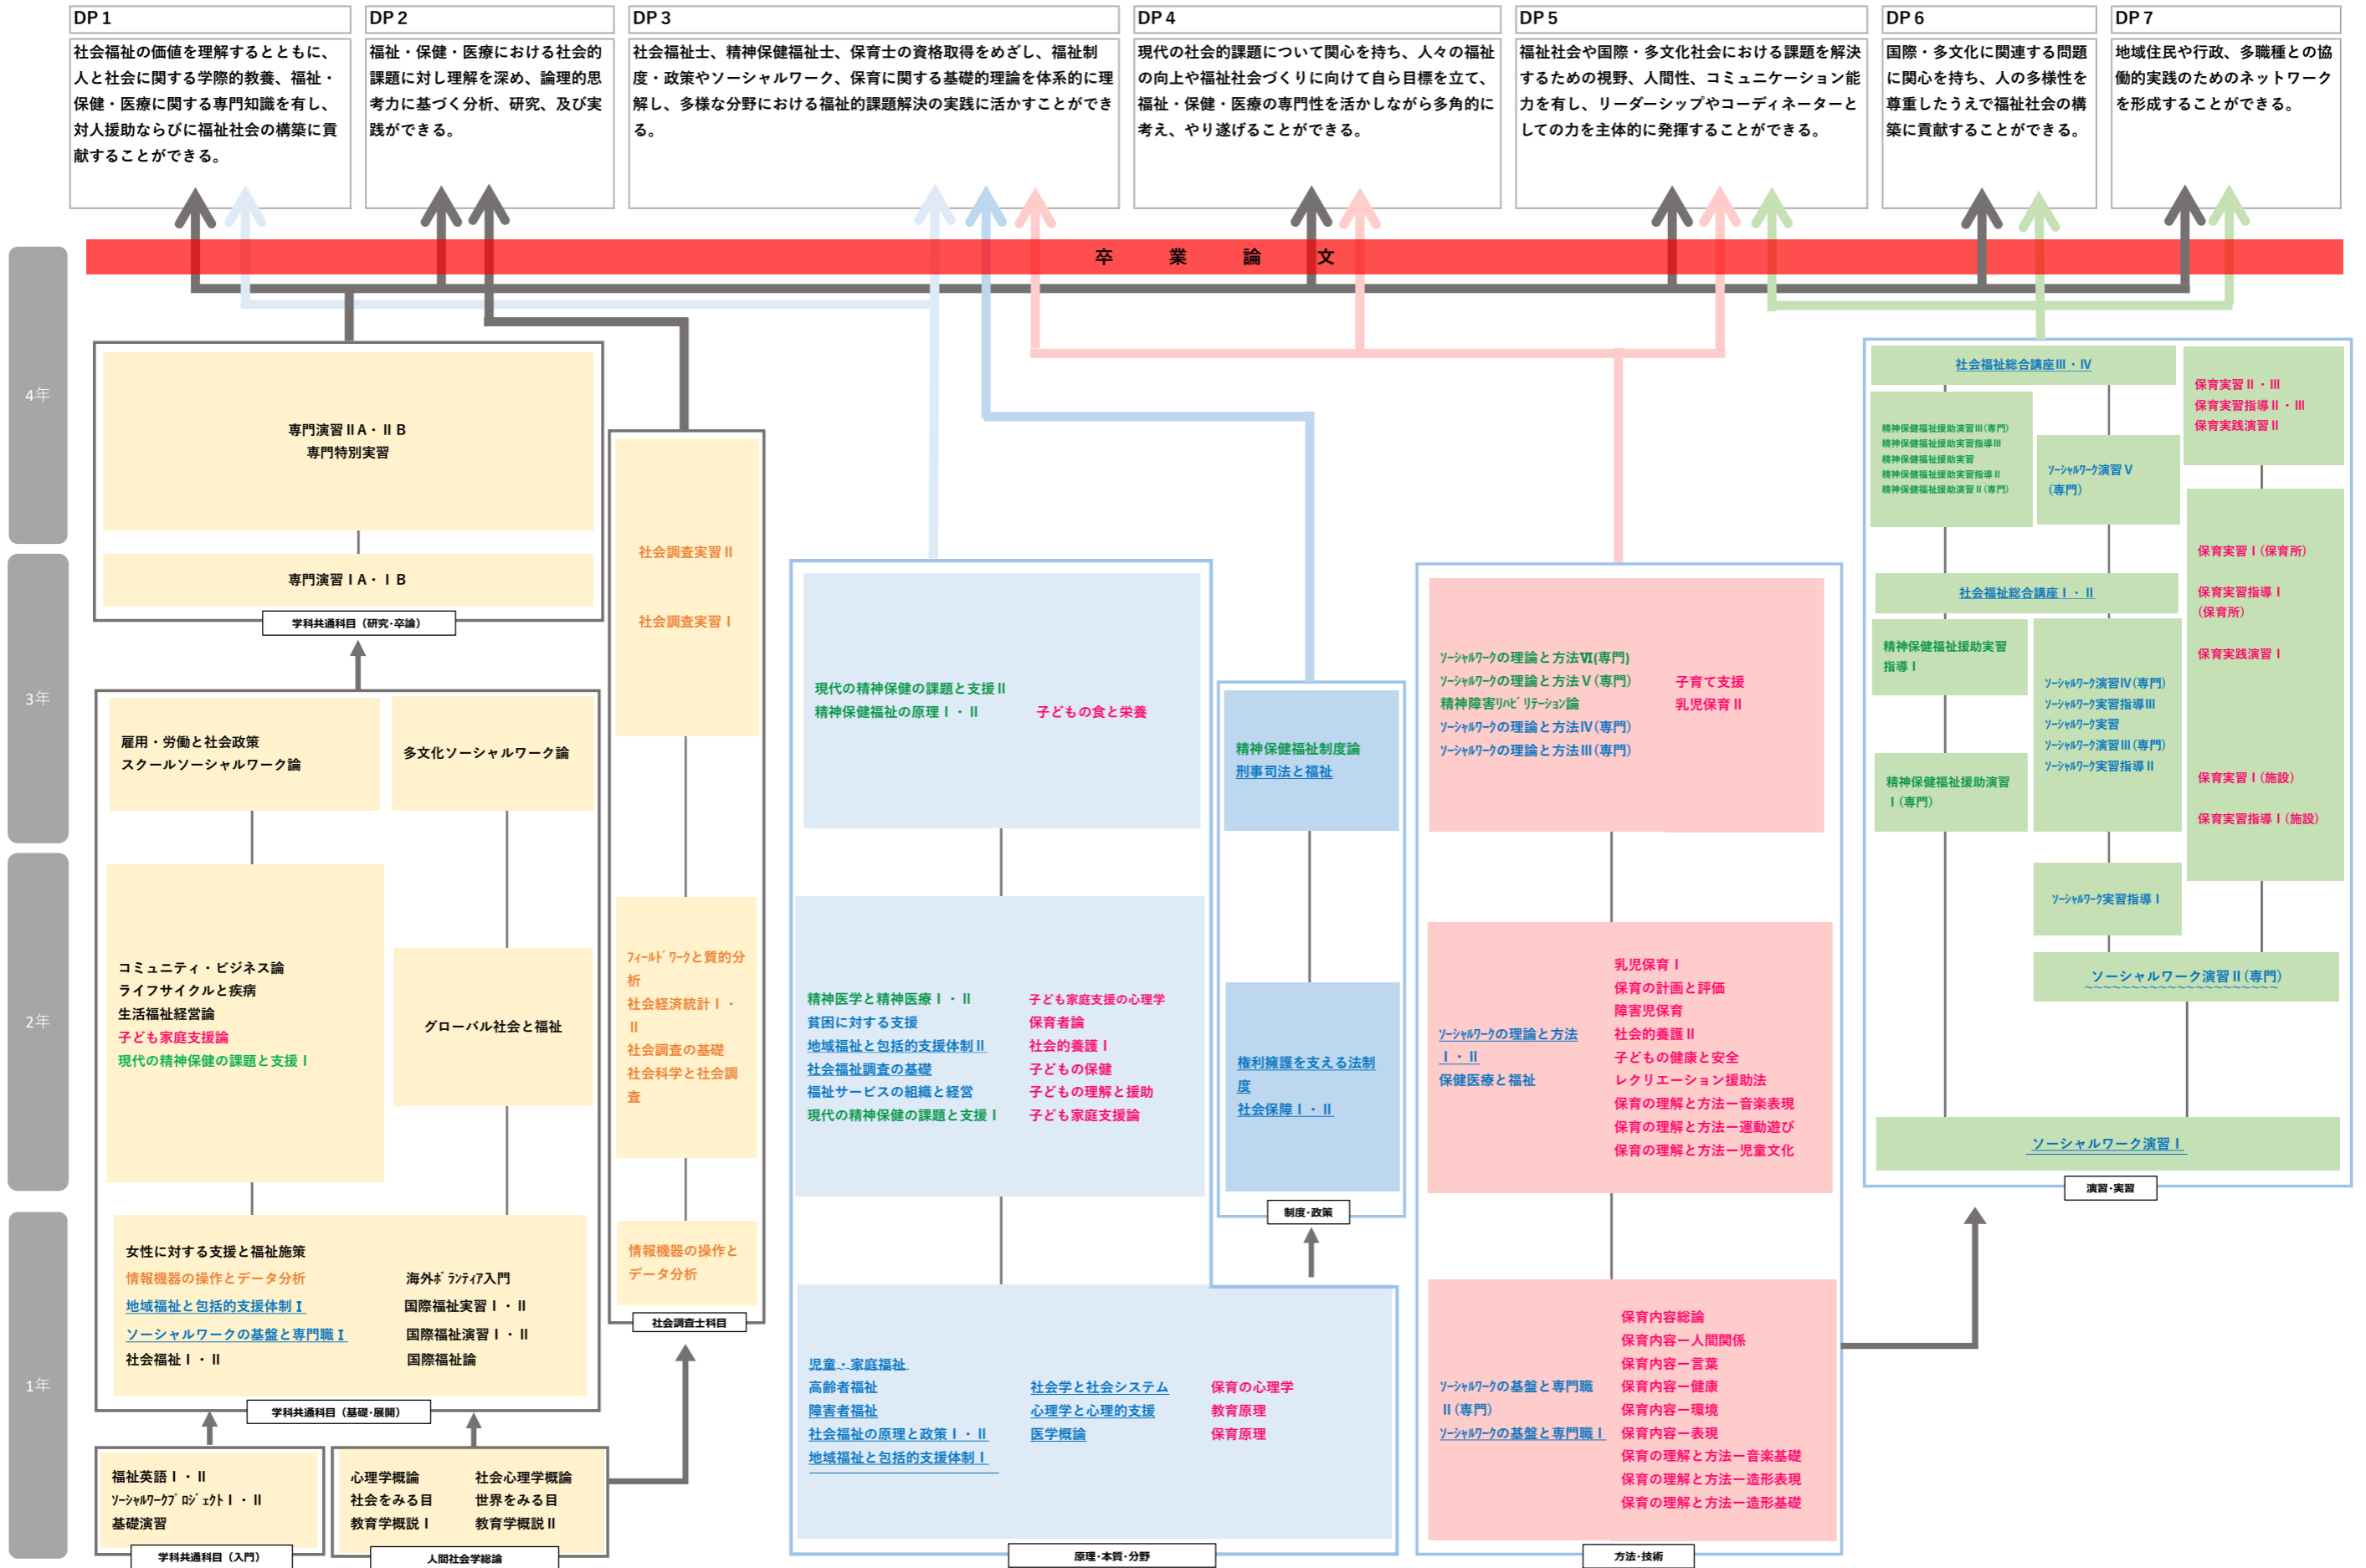 DP 1
社会福祉の価値を理解するとともに、
人と社会に関する学際的教養、福祉・
保健・医療に関する専門知識を有し、
対人援助ならびに福祉社会の構築に貢
献することができる。
DP 2
福祉・保健・医療における社会的
課題に対し理解を深め、論理的思
考力に基づく分析、研究、及び実
践ができる。
DP 3
社会福祉士、精神保健福祉士、保育士の資格取得をめざし、福祉制
度・政策やソーシャルワーク、保育に関する基礎的理論を体系的に理
解し、多様な分野における福祉的課題解決の実践に活かすことができ
る。
DP 4
現代の社会的課題について関心を持ち、人々の福祉
の向上や福祉社会づくりに向けて自ら目標を立て、
福祉・保健・医療の専門性を活かしながら多角的に
考え、やり遂げることができる。
DP 5
福祉社会や国際・多文化社会における課題を解決
するための視野、人間性、コミュニケーション能
力を有し、リーダーシップやコーディネーターと
しての力を主体的に発揮することができる。
DP 6
国際・多文化に関連する問題
に関心を持ち、人の多様性を
尊重したうえで福祉社会の構
築に貢献することができる。
DP 7
地域住民や行政、多職種との協
働的実践のためのネットワーク
を形成することができる。
卒 業 論 文
4年
3年
2年
1年
専門演習ⅡA・ⅡB
専門特別実習
専門演習ⅠA・ⅠB
学科共通科目（研究・卒論）
雇用・労働と社会政策
スクールソーシャルワーク論
多文化ソーシャルワーク論
コミュニティ・ビジネス論
ライフサイクルと疾病
生活福祉経営論
子ども家庭支援論
現代の精神保健の課題と支援Ⅰ
グローバル社会と福祉
女性に対する支援と福祉施策
情報機器の操作とデータ分析
地域福祉と包括的支援体制Ⅰ
ソーシャルワークの基盤と専門職Ⅰ
社会福祉Ⅰ・Ⅱ
海外ボランティア入門
国際福祉実習Ⅰ・Ⅱ
国際福祉演習Ⅰ・Ⅱ
国際福祉論
学科共通科目（基礎・展開）
福祉英語Ⅰ・Ⅱ
ソーシャルワークプロジェクトⅠ・Ⅱ
基礎演習
学科共通科目（入門）
心理学概論
社会をみる目
教育学概説Ⅰ
社会心理学概論
世界をみる目
教育学概説Ⅱ
人間社会学総論
社会調査実習Ⅱ
社会調査実習Ⅰ
フィールドワークと質的分
析
社会経済統計Ⅰ・
Ⅱ
社会調査の基礎
社会科学と社会調
査
情報機器の操作と
データ分析
社会調査士科目
現代の精神保健の課題と支援Ⅱ
精神保健福祉の原理Ⅰ・Ⅱ
子どもの食と栄養
精神医学と精神医療Ⅰ・Ⅱ
貧困に対する支援
地域福祉と包括的支援体制Ⅱ
社会福祉調査の基礎
福祉サービスの組織と経営
現代の精神保健の課題と支援Ⅰ
子ども家庭支援の心理学
保育者論
社会的養護Ⅰ
子どもの保健
子どもの理解と援助
子ども家庭支援論
児童・家庭福祉
高齢者福祉
障害者福祉
社会福祉の原理と政策Ⅰ・Ⅱ
地域福祉と包括的支援体制Ⅰ
社会学と社会システム
心理学と心理的支援
医学概論
保育の心理学
教育原理
保育原理
原理・本質・分野
精神保健福祉制度論
刑事司法と福祉
権利擁護を支える法制
度
社会保障Ⅰ・Ⅱ
制度・政策
ソーシャルワークの理論と方法Ⅵ(専門)
ソーシャルワークの理論と方法Ⅴ(専門)
精神障害リハビリテーション論
ソーシャルワークの理論と方法Ⅳ(専門)
ソーシャルワークの理論と方法Ⅲ(専門)
子育て支援
乳児保育Ⅱ
ソーシャルワークの理論と方法
Ⅰ・Ⅱ
保健医療と福祉
乳児保育Ⅰ
保育の計画と評価
障害児保育
社会的養護Ⅱ
子どもの健康と安全
レクリエーション援助法
保育の理解と方法ー音楽表現
保育の理解と方法ー運動遊び
保育の理解と方法ー児童文化
ソーシャルワークの基盤と専門職
Ⅱ(専門)
ソーシャルワークの基盤と専門職Ⅰ
保育内容総論
保育内容ー人間関係
保育内容ー言葉
保育内容ー健康
保育内容ー環境
保育内容ー表現
保育の理解と方法ー音楽基礎
保育の理解と方法ー造形表現
保育の理解と方法ー造形基礎
方法・技術
社会福祉総合講座Ⅲ・Ⅳ
精神保健福祉援助演習Ⅲ(専門)
精神保健福祉援助実習指導Ⅲ
精神保健福祉援助実習
精神保健福祉援助実習指導Ⅱ
精神保健福祉援助演習Ⅱ(専門)
ソーシャルワーク演習Ⅴ
(専門)
保育実習Ⅱ・Ⅲ
保育実習指導Ⅱ・Ⅲ
保育実践演習Ⅱ
社会福祉総合講座Ⅰ・Ⅱ
精神保健福祉援助実習
指導Ⅰ
精神保健福祉援助演習
Ⅰ(専門)
ソーシャルワーク演習Ⅳ(専門)
ソーシャルワーク実習指導Ⅲ
ソーシャルワーク実習
ソーシャルワーク演習Ⅲ(専門)
ソーシャルワーク実習指導Ⅱ
保育実習Ⅰ(保育所)
保育実習指導Ⅰ
(保育所)
保育実践演習Ⅰ
保育実習Ⅰ(施設)
保育実習指導Ⅰ(施設)
ソーシャルワーク実習指導Ⅰ
ソーシャルワーク演習Ⅱ(専門)
ソーシャルワーク演習Ⅰ
演習・実習